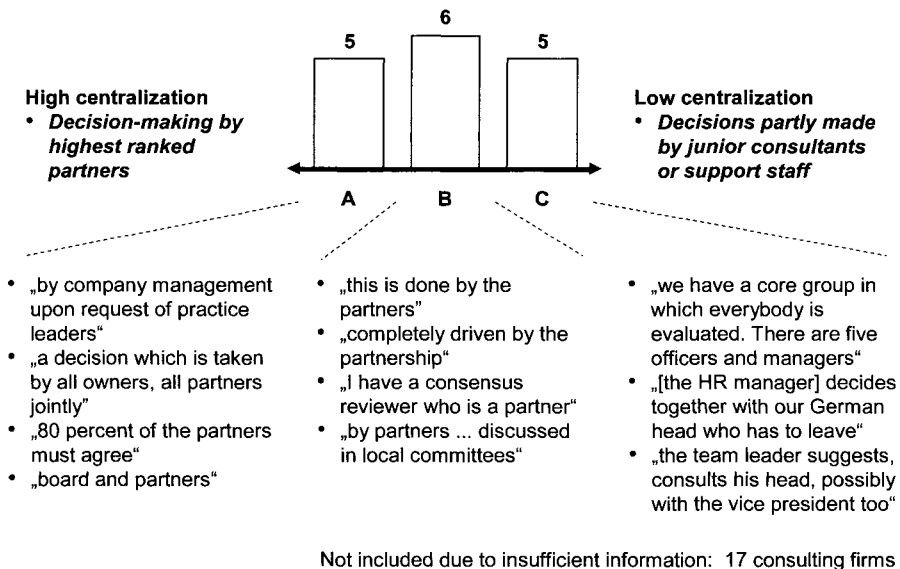 6
5
5
High centralization
• Decision-making by
highest ranked
partners
Low centralization
• Decisions partly made
by junior consultants
or support staff
A
B
C
• „by company management
upon request of practice
leaders“
• „a decision which is taken
by all owners, all partners
jointly”
• „80 percent of the partners
must agree“
• „board and partners“
• „this is done by the
partners”
• „completely driven by the
partnership“
• „I have a consensus
reviewer who is a partner“
• „by partners ... discussed
in local committees“
• „we have a core group in
which everybody is
evaluated. There are five
officers and managers“
• „[the HR manager] decides
together with our German
head who has to leave“
• „the team leader suggests,
consults his head, possibly
with the vice president too“
Not included due to insufficient information: 17 consulting firms